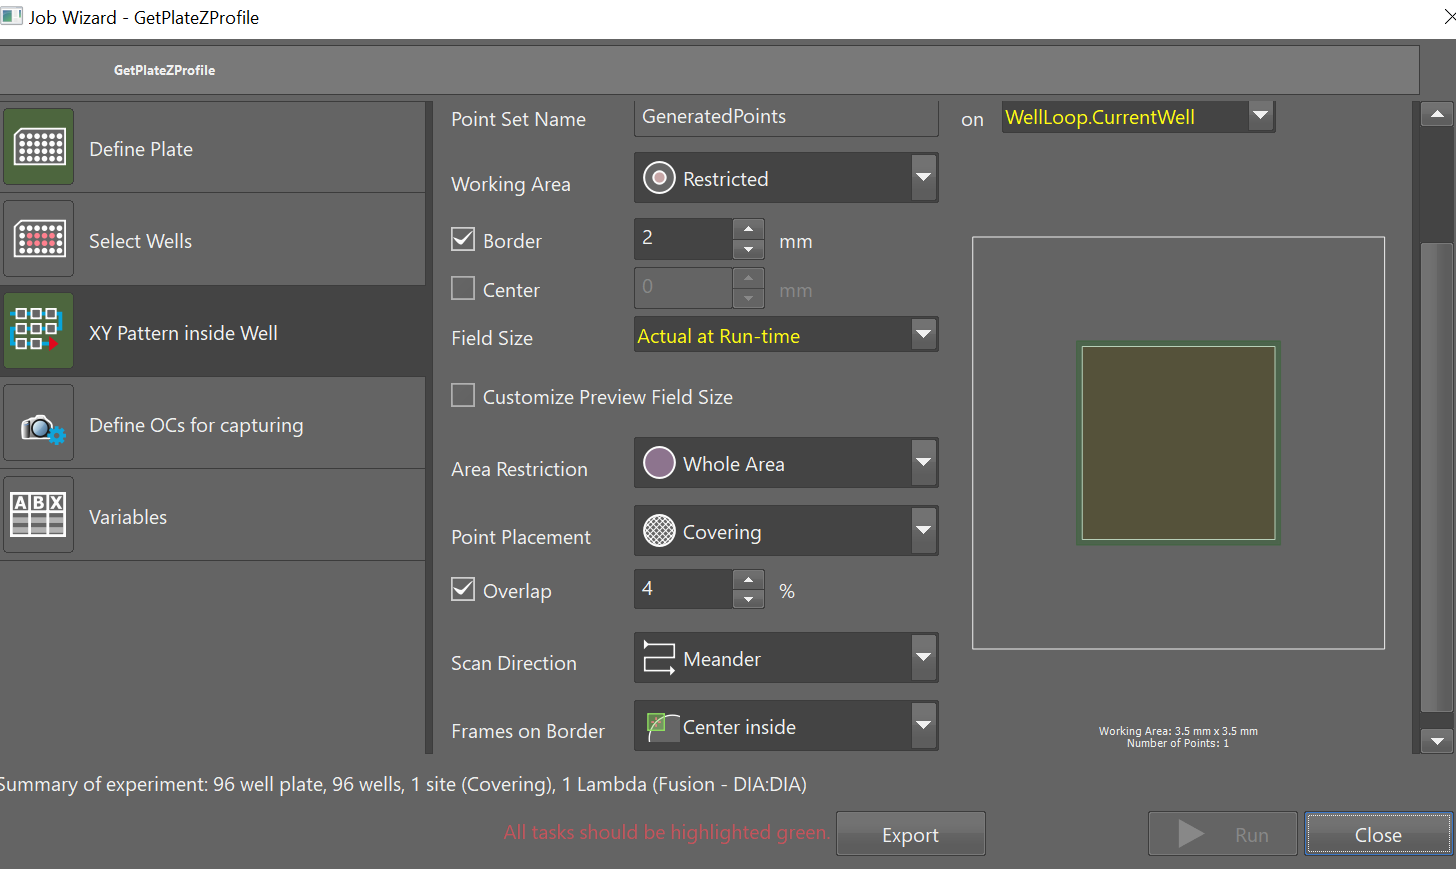 Job Wizard - GetPlateZProfile
GetPlateZProfile
Define Plate
Select Wells
XY Pattern inside Well
Define OCs for capturing
ABX
Variables
Point Set Name GeneratedPoints on WellLoop.CurrentWell
Working Area Restricted
Border 2 mm
Center 0 mm
Field Size Actual at Run-time
Customize Preview Field Size
Area Restriction Whole Area
Point Placement Covering
Overlap 4 %
Scan Direction Meander
Frames on Border Center inside
Working Area: 3.5 mm x 3.5 mm
Number of Points: 1
Summary of experiment: 96 well plate, 96 wells, 1 site (Covering), 1 Lambda (Fusion - DIA:DIA)
All tasks should be highlighted green.
Export
Run
Close